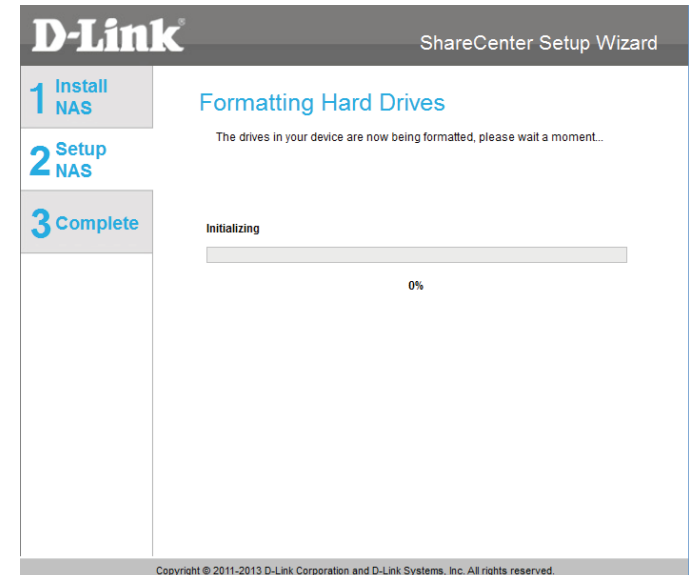 D-Link®
ShareCenter Setup Wizard
1 Install
NAS
2 Setup
NAS
3 Complete
Formatting Hard Drives
The drives in your device are now being formatted, please wait a moment...
Initializing
0%
Copyright © 2011-2013 D-Link Corporation and D-Link Systems, Inc. All rights reserved.